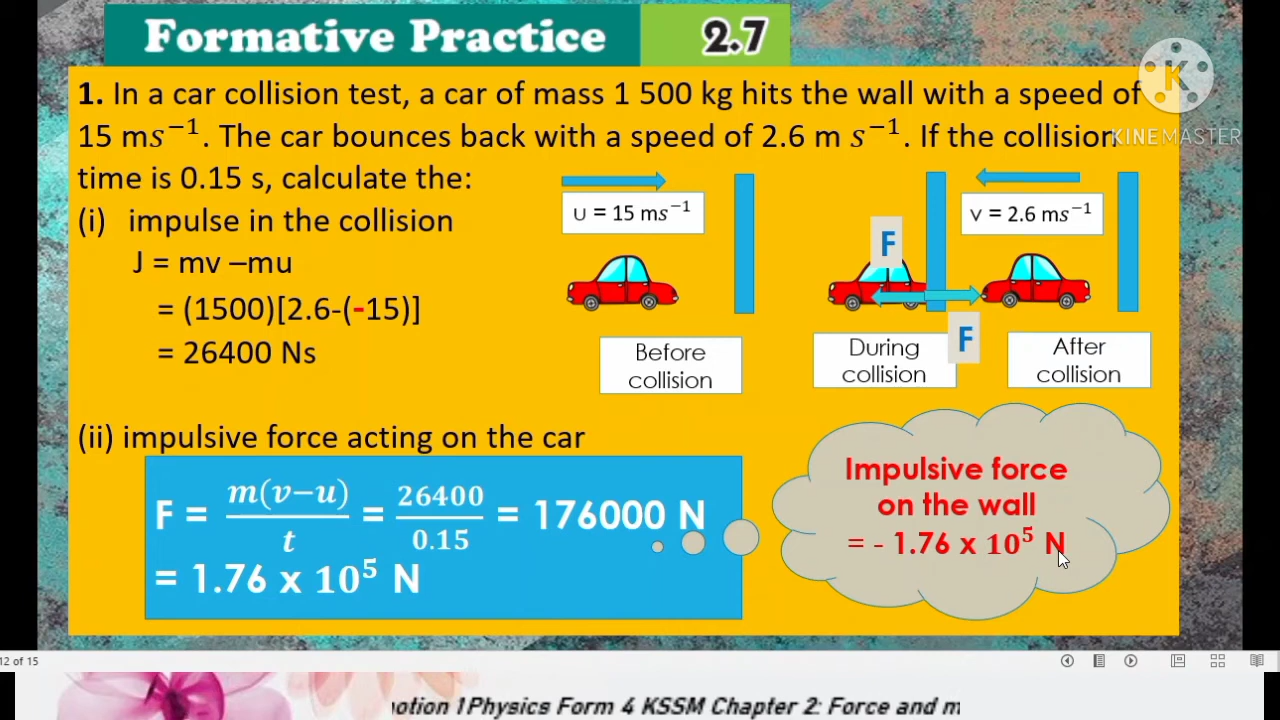 Formative Practice 2.7
K
KINEMASTER
1. In a car collision test, a car of mass 1 500 kg hits the wall with a speed of
15 ms⁻¹. The car bounces back with a speed of 2.6 m s⁻¹. If the collision
time is 0.15 s, calculate the:
(i) impulse in the collision
J = mv –mu
= (1500)[2.6-(-15)]
= 26400 Ns
u = 15 ms⁻¹
Before
collision
F
F
During
collision
v = 2.6 ms⁻¹
After
collision
(ii) impulsive force acting on the car
F = m(v−u)/t = 26400/0.15 = 176000 N
= 1.76 x 10⁵ N
Impulsive force
on the wall
= - 1.76 x 10⁵ N
12 of 15
otion 1Physics Form 4 KSSM Chapter 2: Force and m